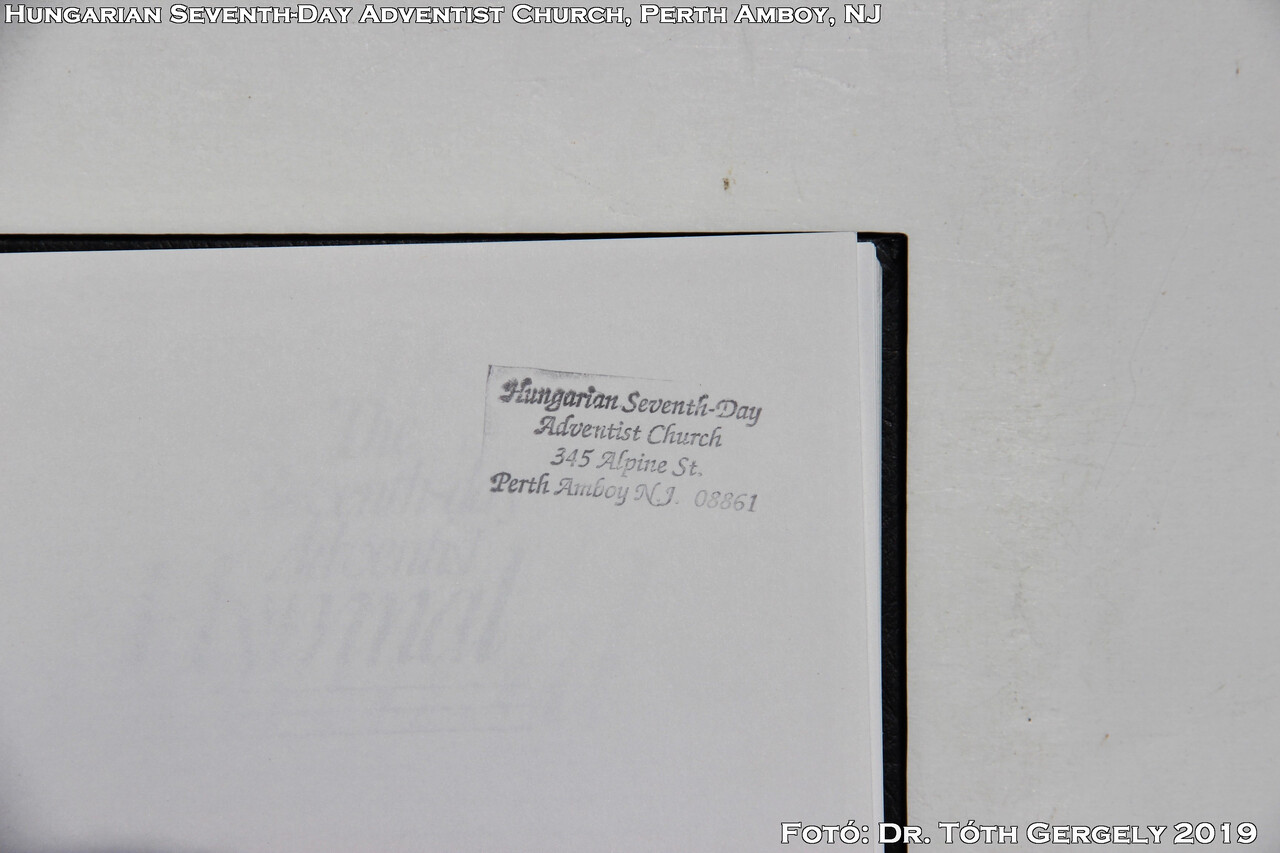 Hungarian Seventh-Day Adventist Church, Perth Amboy, NJ
Hungarian Seventh-Day
Adventist Church
345 Alpine St.
Perth Amboy N.J. 08861
Fotó: Dr. Tóth Gergely 2019